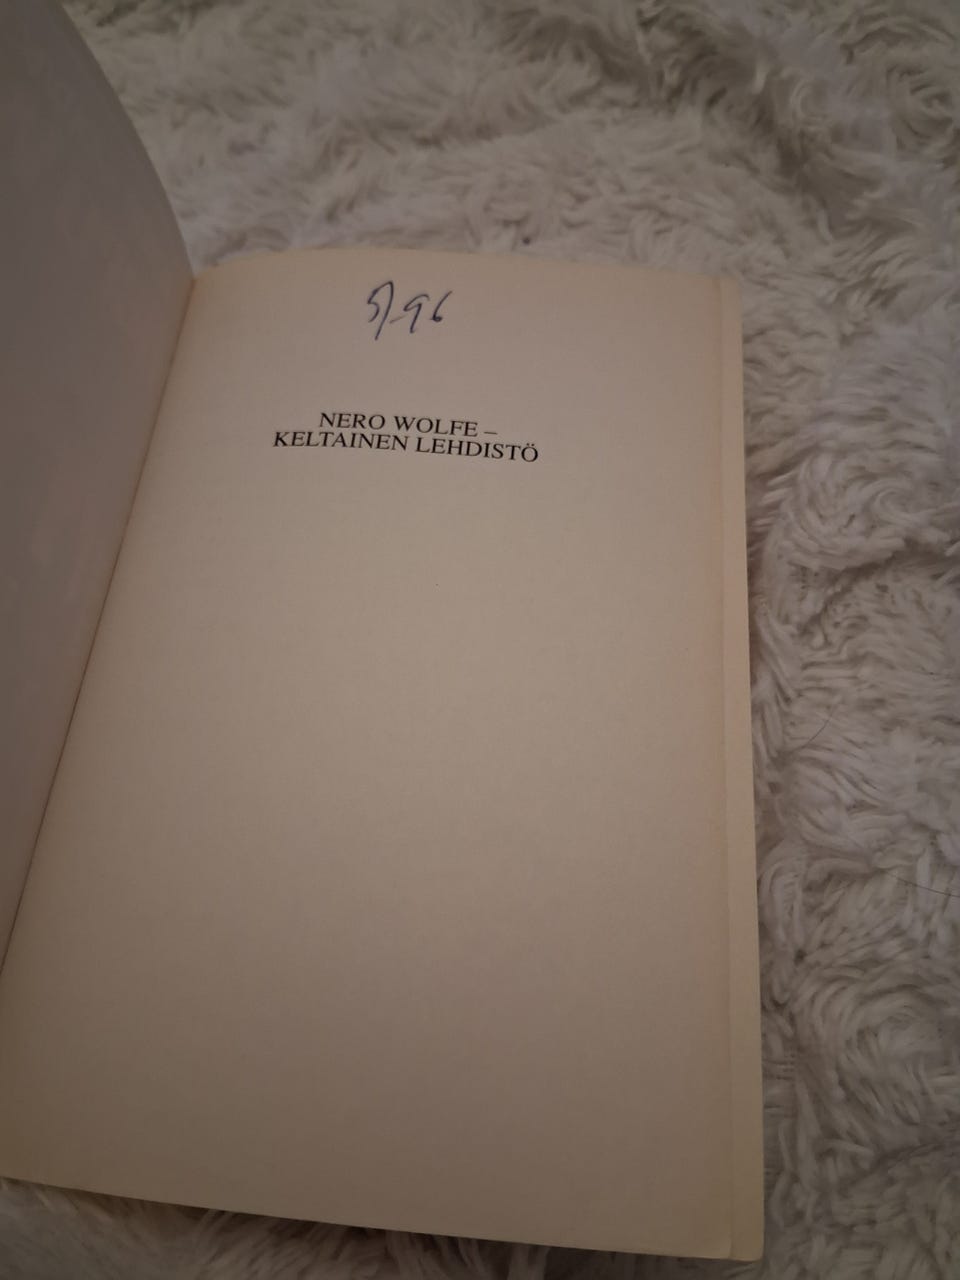 5/-96
NERO WOLFE –
KELTAINEN LEHDISTÖ